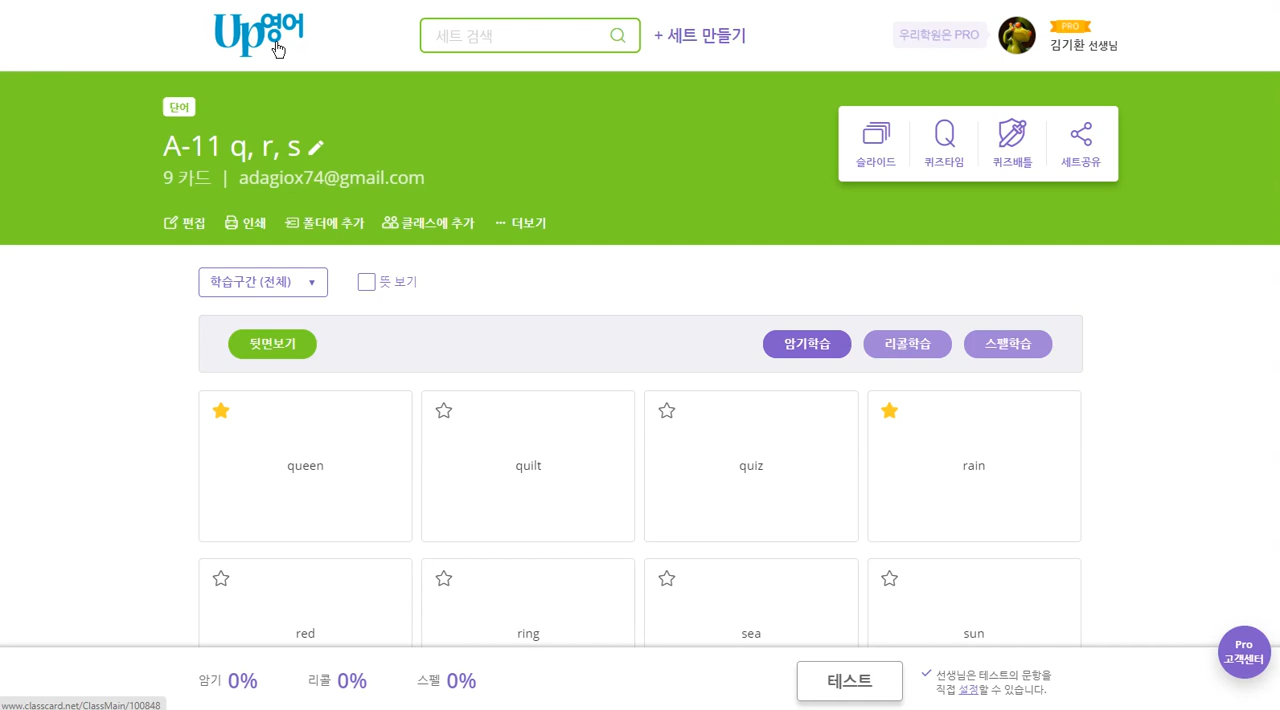 Up영어
세트 검색
+ 세트 만들기
우리학원은 PRO
PRO
김기환 선생님
단어
A-11 q, r, s
9 카드 | adagiox74@gmail.com
슬라이드
퀴즈타임
퀴즈배틀
세트공유
편집
인쇄
폴더에 추가
클래스에 추가
··· 더보기
학습구간 (전체) ▼
뜻 보기
뒷면보기
암기학습
리콜학습
스펠학습
queen
quilt
quiz
rain
red
ring
sea
sun
암기 0%
리콜 0%
스펠 0%
테스트
선생님은 테스트의 문항을
직접 설정할 수 있습니다.
Pro
고객센터
www.classcard.net/ClassMain/100848